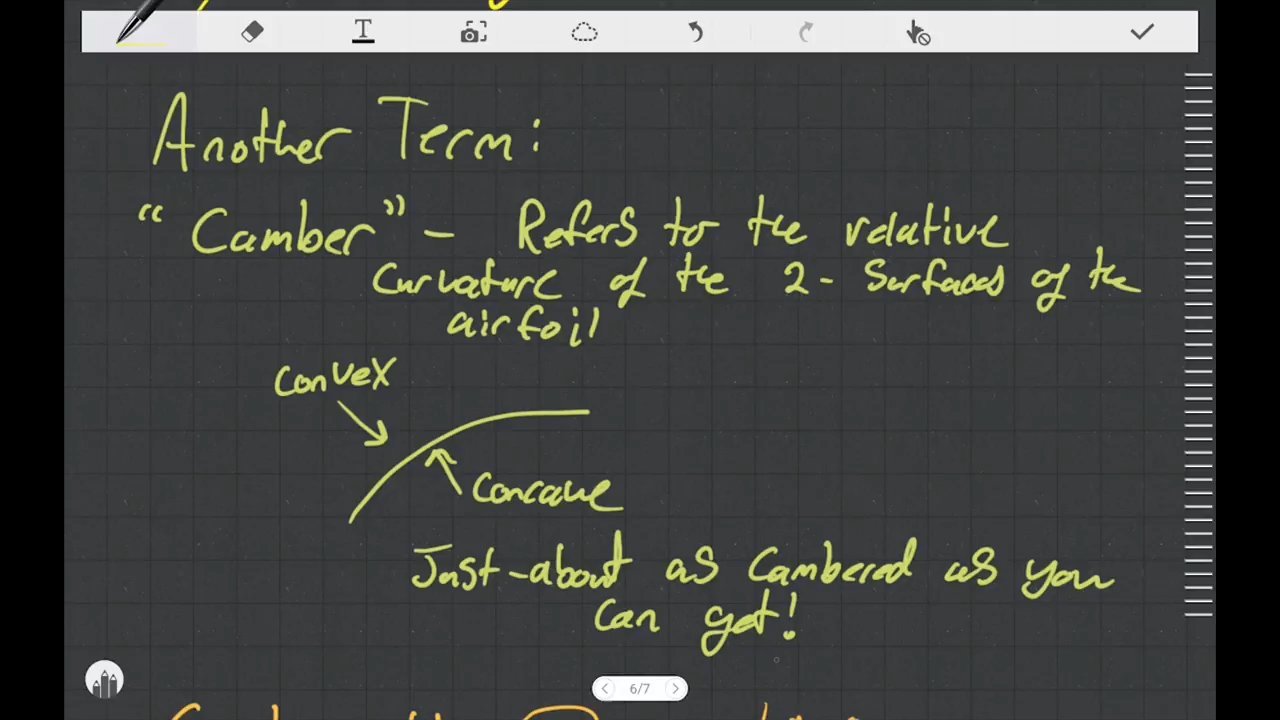 T
Another Term:
"Camber" - Refers to the relative
Curvature of the 2- Surfaces of the
airfoil
Convex
Concave
Just-about as Cambered as you
Can get!
6/7